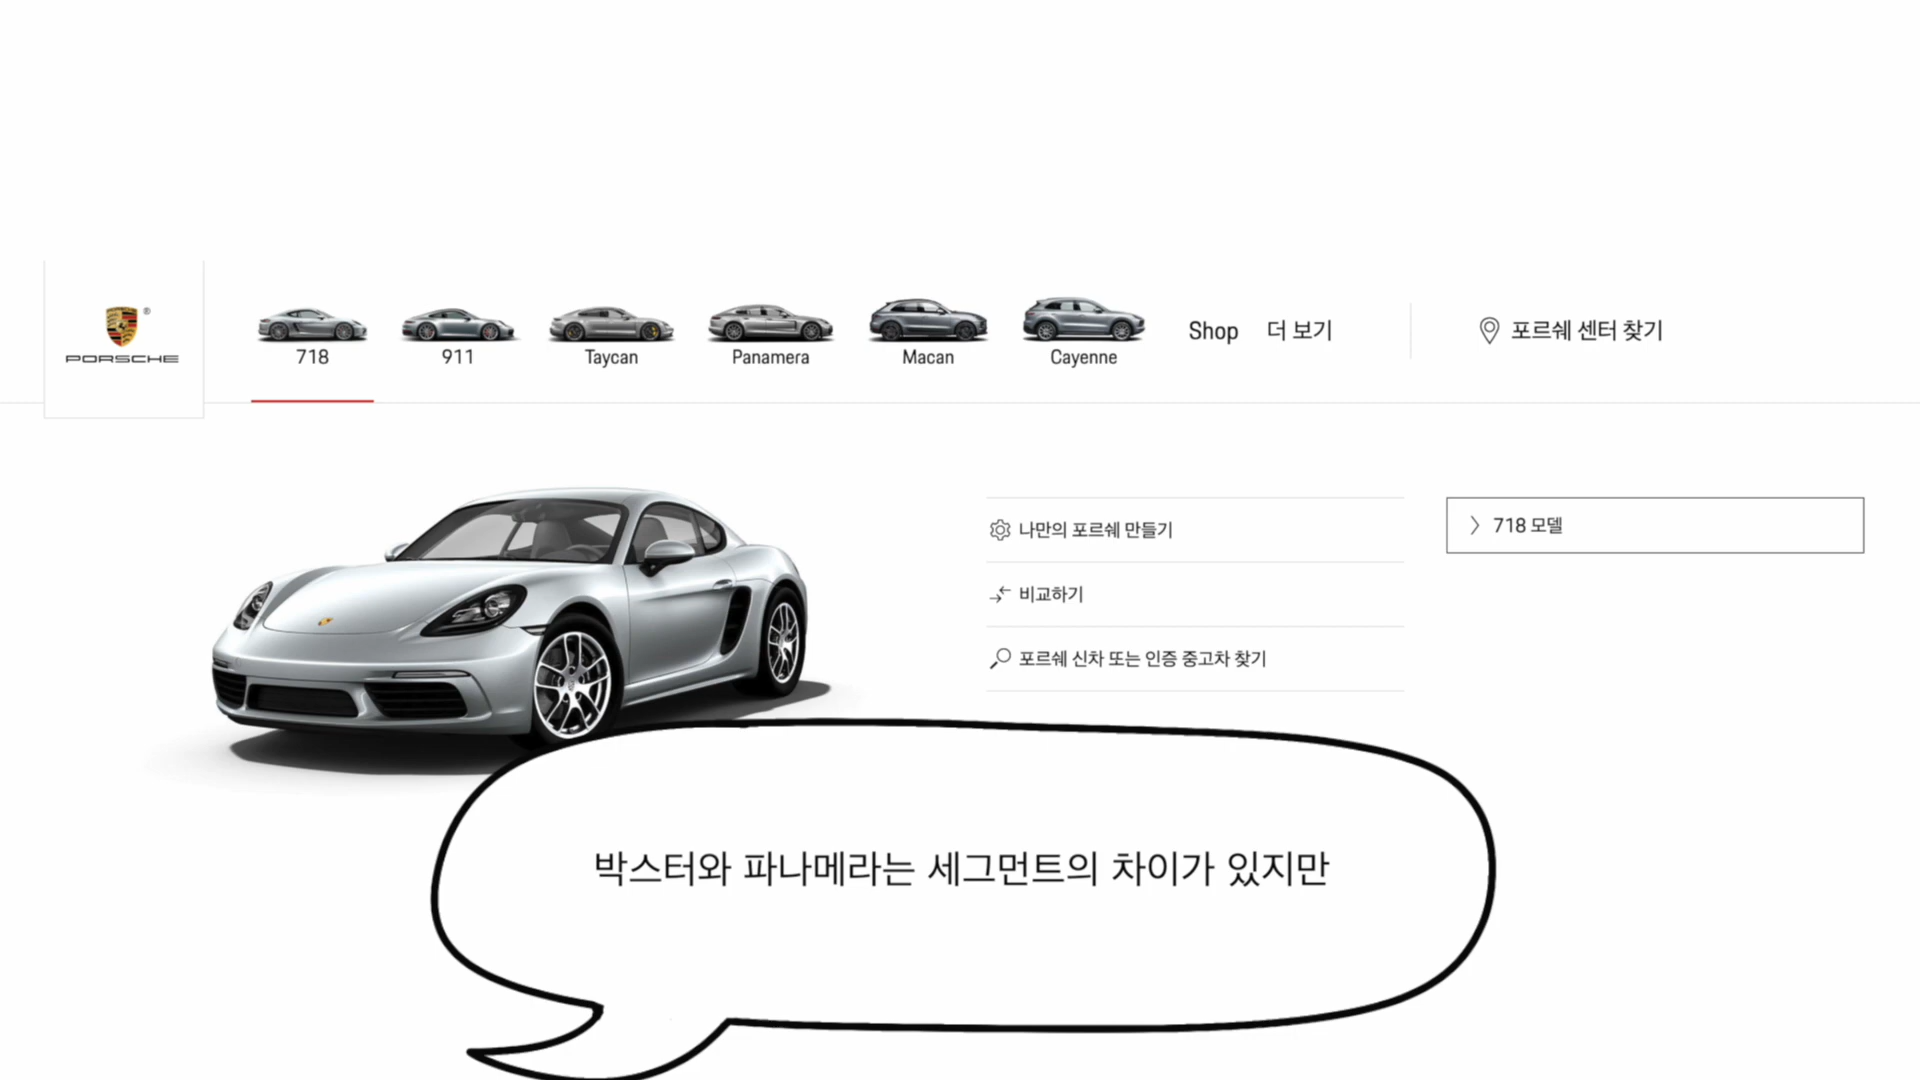 PORSCHE
®
718
911
Taycan
Panamera
Macan
Cayenne
Shop
더 보기
포르쉐 센터 찾기
나만의 포르쉐 만들기
비교하기
포르쉐 신차 또는 인증 중고차 찾기
718 모델
박스터와 파나메라는 세그먼트의 차이가 있지만